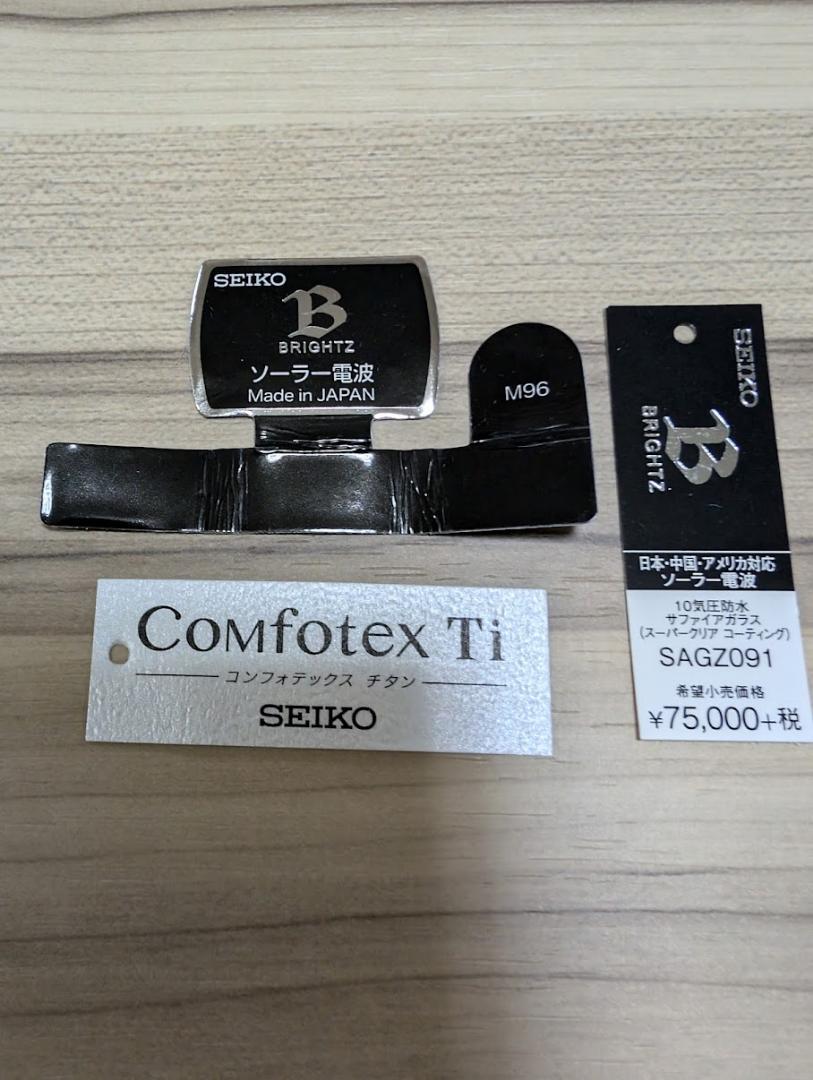 SEIKO
B
BRIGHTZ
ソーラー電波
Made in JAPAN
M96
COMfotex Ti
コンフォテックス チタン
SEIKO
SEIKO
B
BRIGHTZ
日本・中国・アメリカ対応
ソーラー電波
10気圧防水
サファイアガラス
(スーパークリア コーティング)
SAGZ091
希望小売価格
¥75,000+税